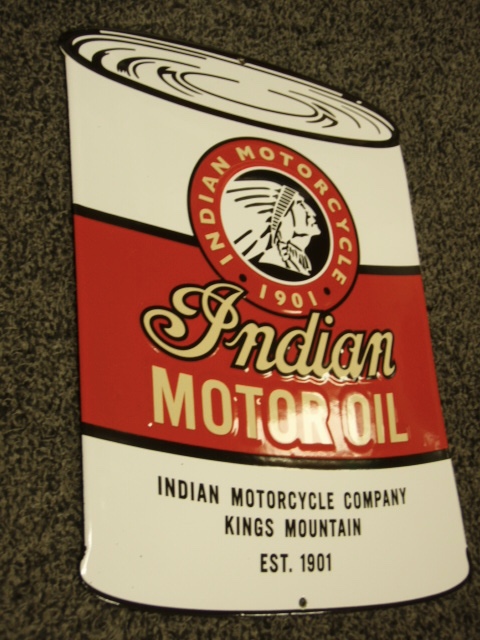 INDIAN MOTORCYCLE
• 1901 •
Indian
MOTOR OIL
INDIAN MOTORCYCLE COMPANY
KINGS MOUNTAIN
EST. 1901